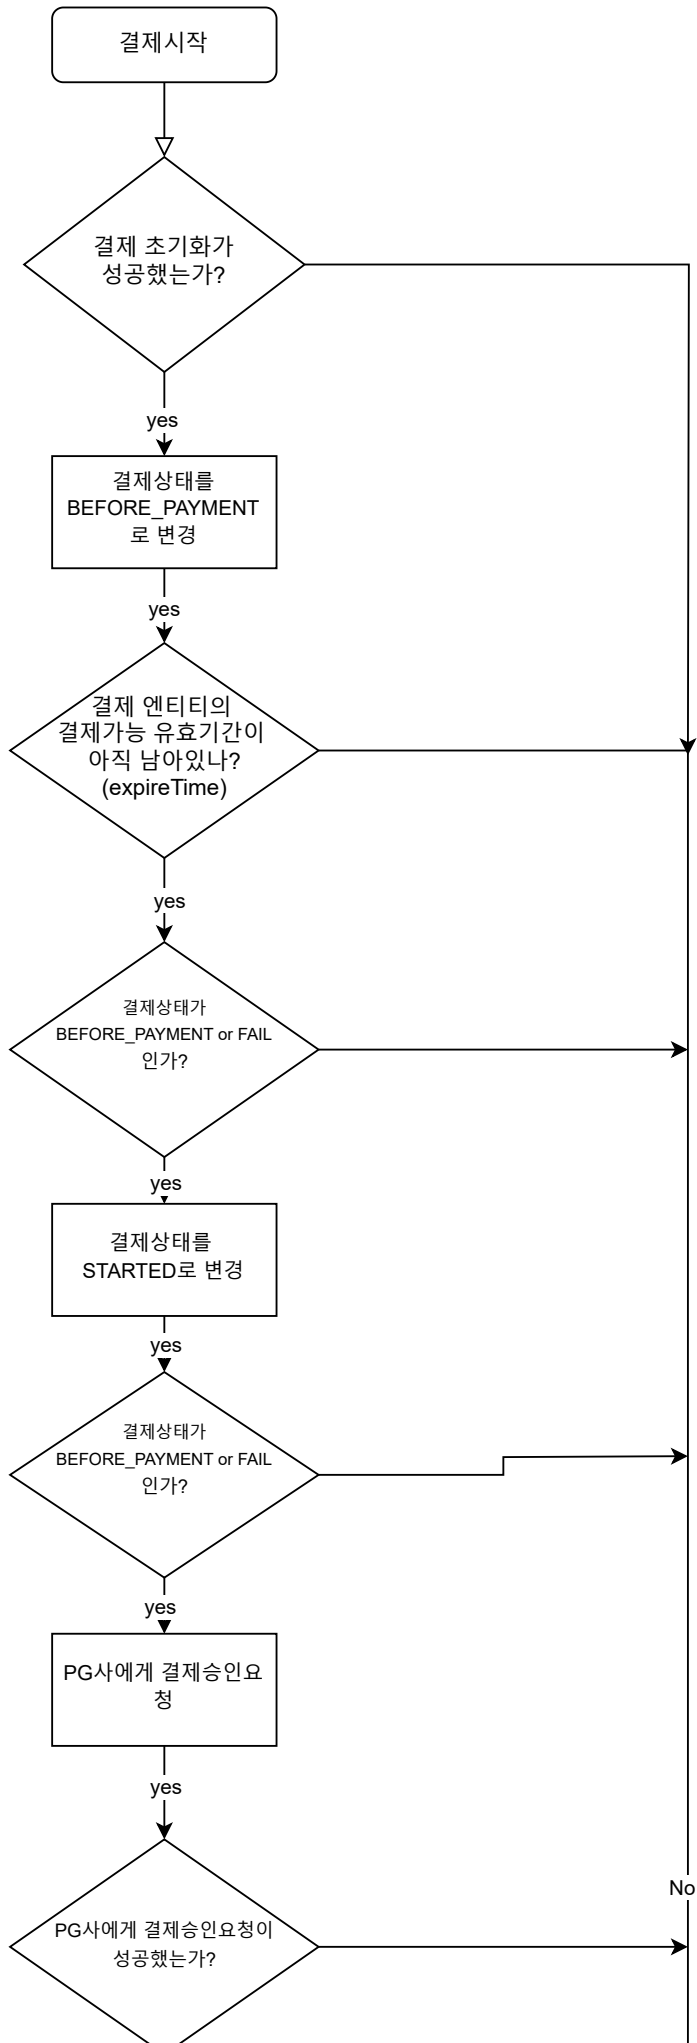 결제시작
결제 초기화가
성공했는가?
yes
결제상태를
BEFORE_PAYMENT
로 변경
yes
결제 엔티티의
결제가능 유효기간이
아직 남아있나?
(expireTime)
yes
결제상태가
BEFORE_PAYMENT or FAIL
인가?
yes
결제상태를
STARTED로 변경
yes
결제상태가
BEFORE_PAYMENT or FAIL
인가?
yes
PG사에게 결제승인요
청
yes
No
PG사에게 결제승인요청이
성공했는가?